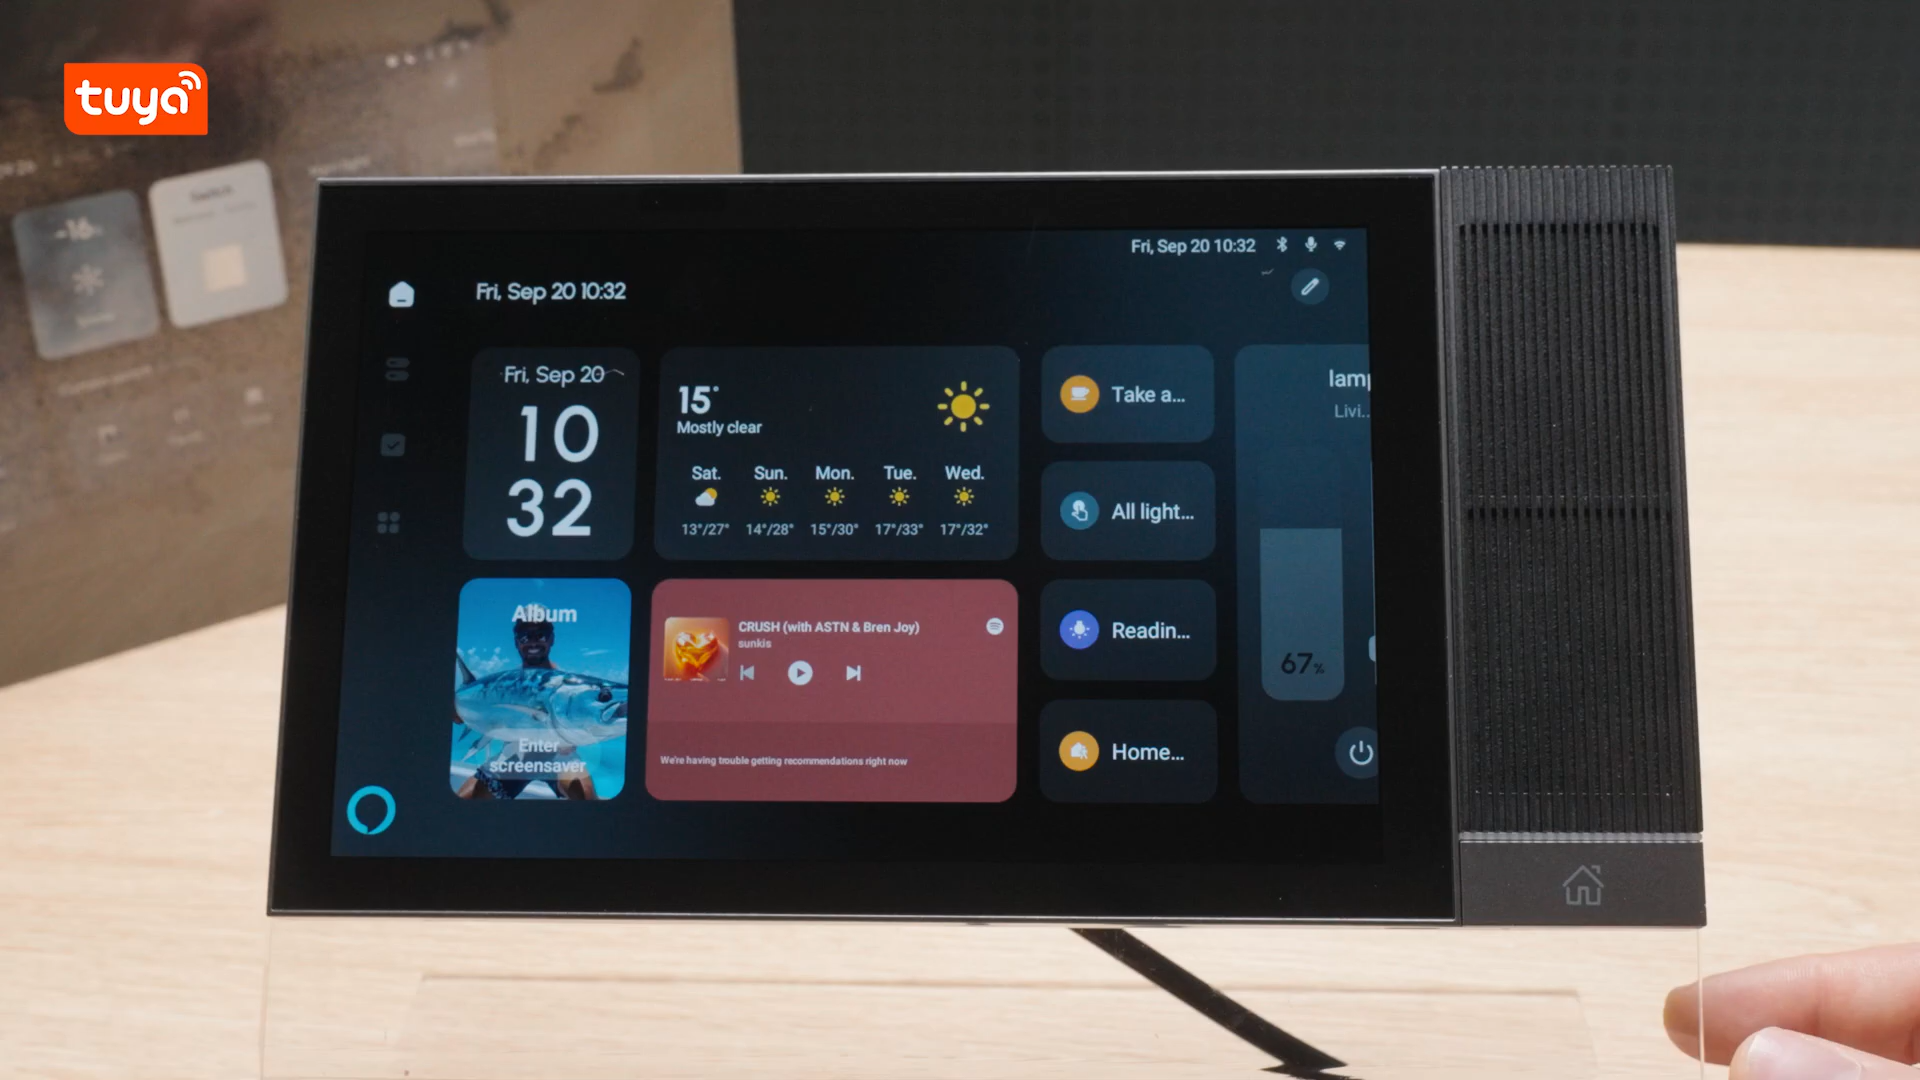 tuya
Fri, Sep 20 10:32
Fri, Sep 20 10:32
Fri, Sep 20
10
32
15°
Mostly clear
Sat. Sun. Mon. Tue. Wed.
13°/27° 14°/28° 15°/30° 17°/33° 17°/32°
Take a...
All light...
Readin...
Home...
lamp
Livi...
67%
Album
Enter
screensaver
CRUSH (with ASTN & Bren Joy)
sunkis
We're having trouble getting recommendations right now
-16